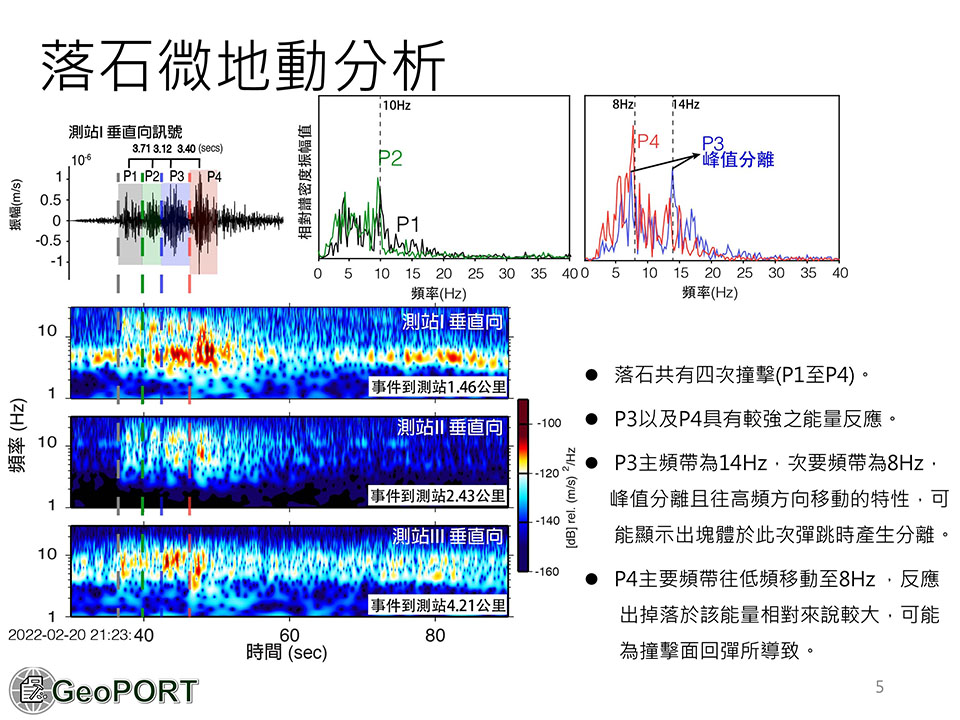 落石微地動分析
測站I 垂直向訊號
3.71 3.12 3.40 (secs)
10-6
P1 P2 P3 P4
振幅(m/s)
1
0.5
0
-0.5
-1
相對譜密度振幅值
10Hz
P2
P1
0 5 10 15 20 25 30 35 40
頻率(Hz)
8Hz 14Hz
P4
P3
峰值分離
0 5 10 15 20 25 30 35 40
頻率(Hz)
頻率 (Hz)
10
1
測站I 垂直向
事件到測站1.46公里
10
1
測站II 垂直向
事件到測站2.43公里
10
1
測站III 垂直向
事件到測站4.21公里
-100
-120
-140
-160
[dB] rel. (m/s)2/Hz
2022-02-20 21:23:40 60 80
時間 (sec)
● 落石共有四次撞擊(P1至P4)。
● P3以及P4具有較強之能量反應。
● P3主頻帶為14Hz，次要頻帶為8Hz，
峰值分離且往高頻方向移動的特性，可
能顯示出塊體於此次彈跳時產生分離。
● P4主要頻帶往低頻移動至8Hz ，反應
出掉落於該能量相對來說較大，可能
為撞擊面回彈所導致。
GeoPORT
5